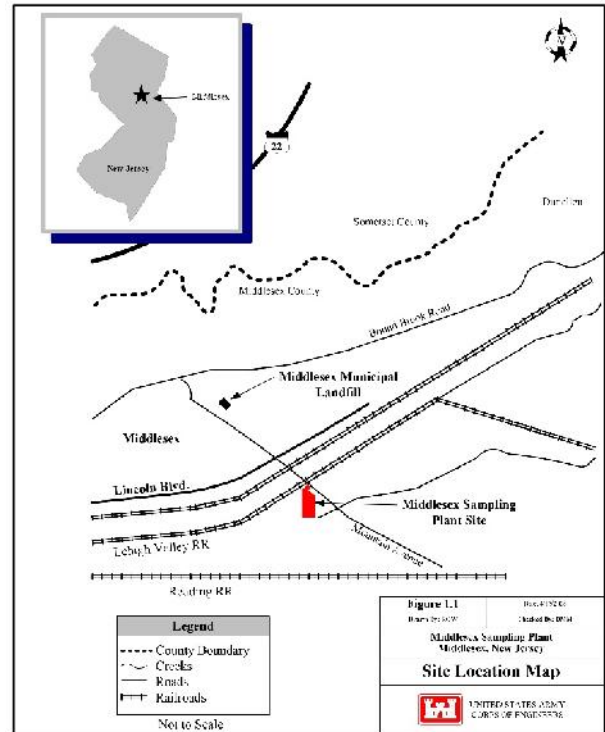 N
Middlesex
New Jersey
22
Dunellen
Somerset County
Middlesex County
Bound Brook Road
Middlesex Municipal
Landfill
Middlesex
Lincoln Blvd.
Middlesex Sampling
Plant Site
Lehigh Valley RR
Mountain Avenue
Reading RR
Legend
County Boundary
Creeks
Roads
Railroads
Not to Scale
Figure 1.1
Middlesex Sampling Plant
Middlesex, New Jersey
Site Location Map
UNITED STATES ARMY
CORPS OF ENGINEERS